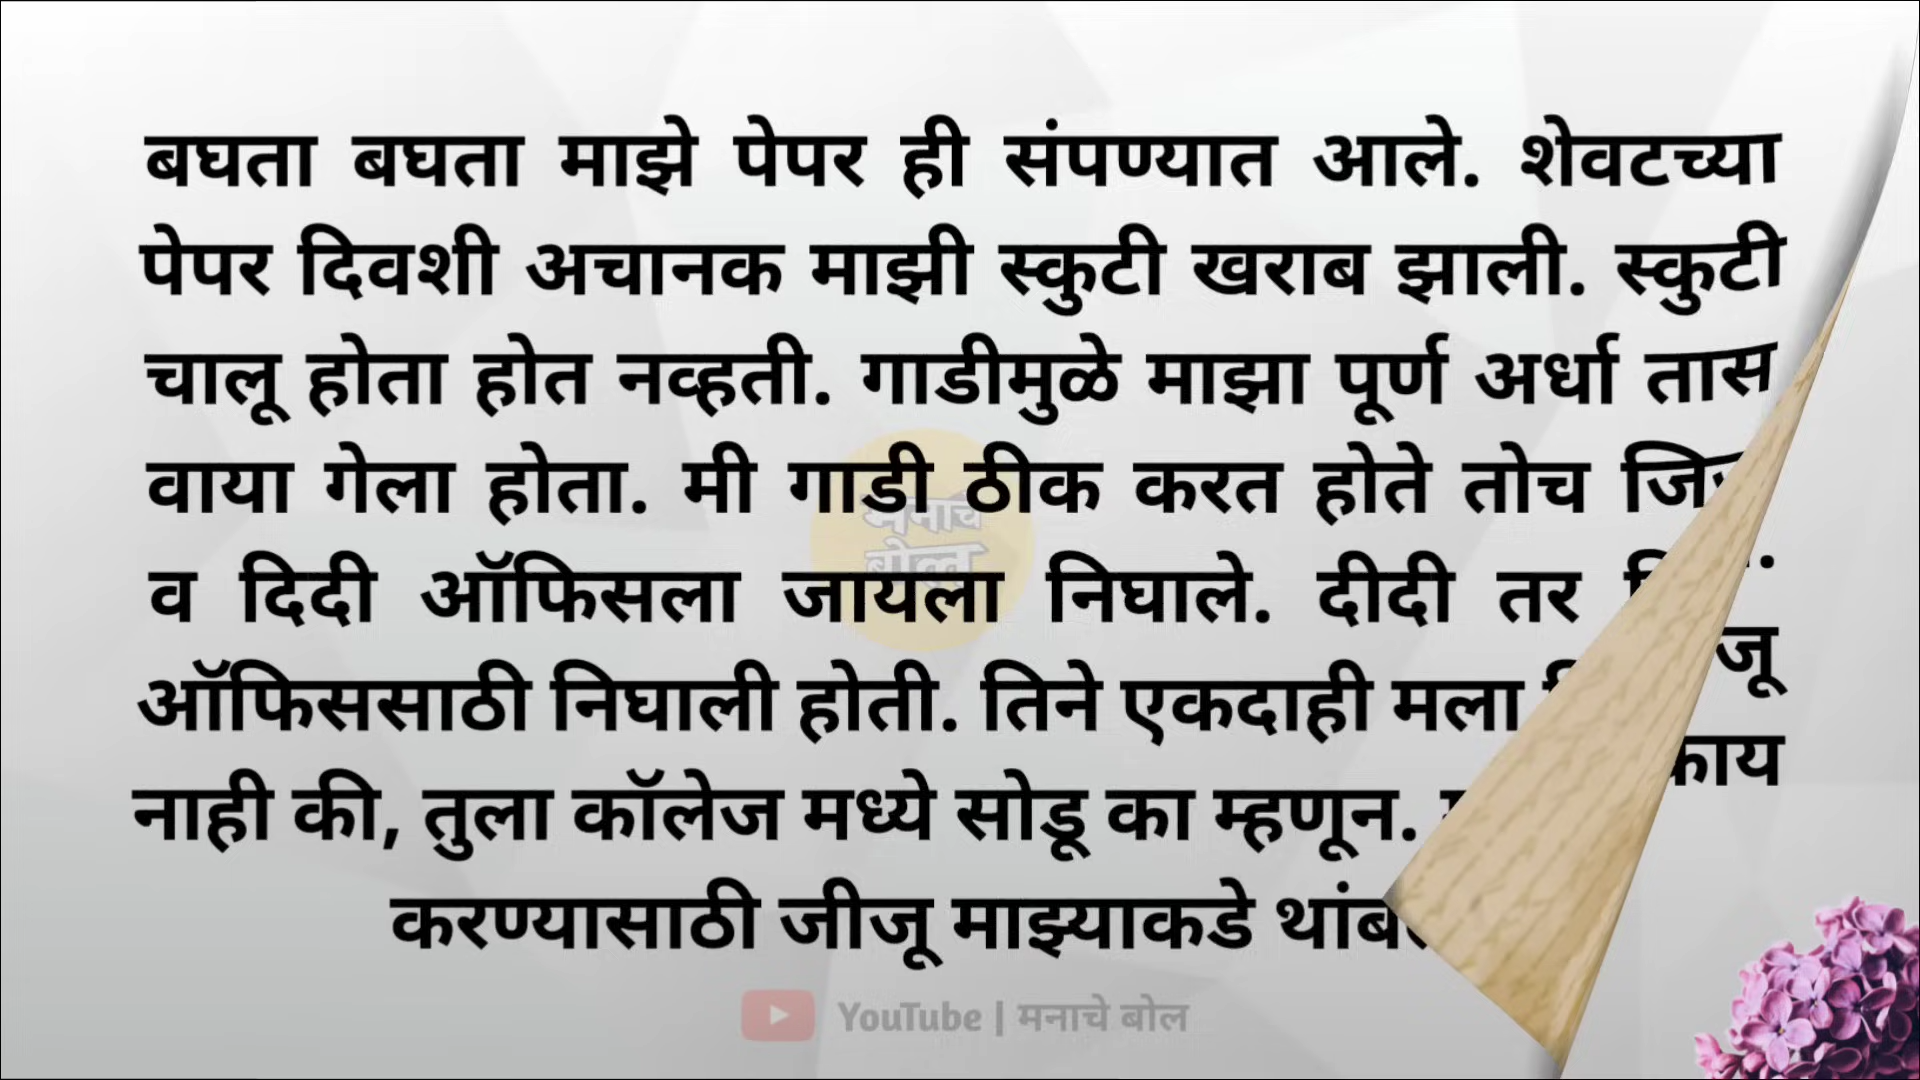 बघता बघता माझे पेपर ही संपण्यात आले. शेवटच्या
पेपर दिवशी अचानक माझी स्कुटी खराब झाली. स्कुटी
चालू होता होत नव्हती. गाडीमुळे माझा पूर्ण अर्धा तास
वाया गेला होता. मी गाडी ठीक करत होते तोच
व दिदी ऑफिसला जायला निघाले. दीदी तर
ऑफिससाठी निघाली होती. तिने एकदाही मला
नाही की, तुला कॉलेज मध्ये सोडू का म्हणून.
काय
करण्यासाठी जीजू माझ्याकडे
मनाचे
बोल
YouTube | मनाचे बोल